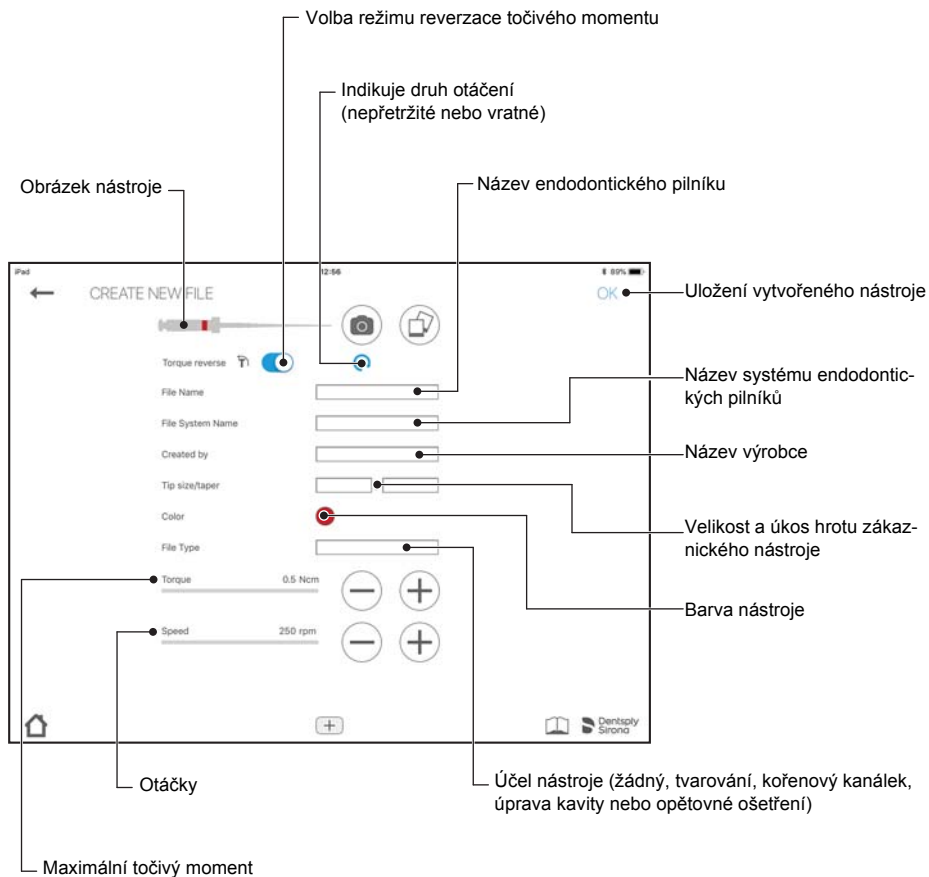 Volba režimu reverzace točivého momentu
Indikuje druh otáčení
(nepřetržité nebo vratné)
Obrázek nástroje
Název endodontického pilníku
iPad
12:56
89%
CREATE NEW FILE
OK
Uložení vytvořeného nástroje
Torque reverse
File Name
Název systému endodontic-
kých pilníků
File System Name
Created by
Název výrobce
Tip size/taper
Color
Velikost a úkos hrotu zákaz-
nického nástroje
File Type
Torque 0.5 Ncm
Barva nástroje
Speed 250 rpm
Dentsply
Sirona
Otáčky
Účel nástroje (žádný, tvarování, kořenový kanálek,
úprava kavity nebo opětovné ošetření)
Maximální točivý moment